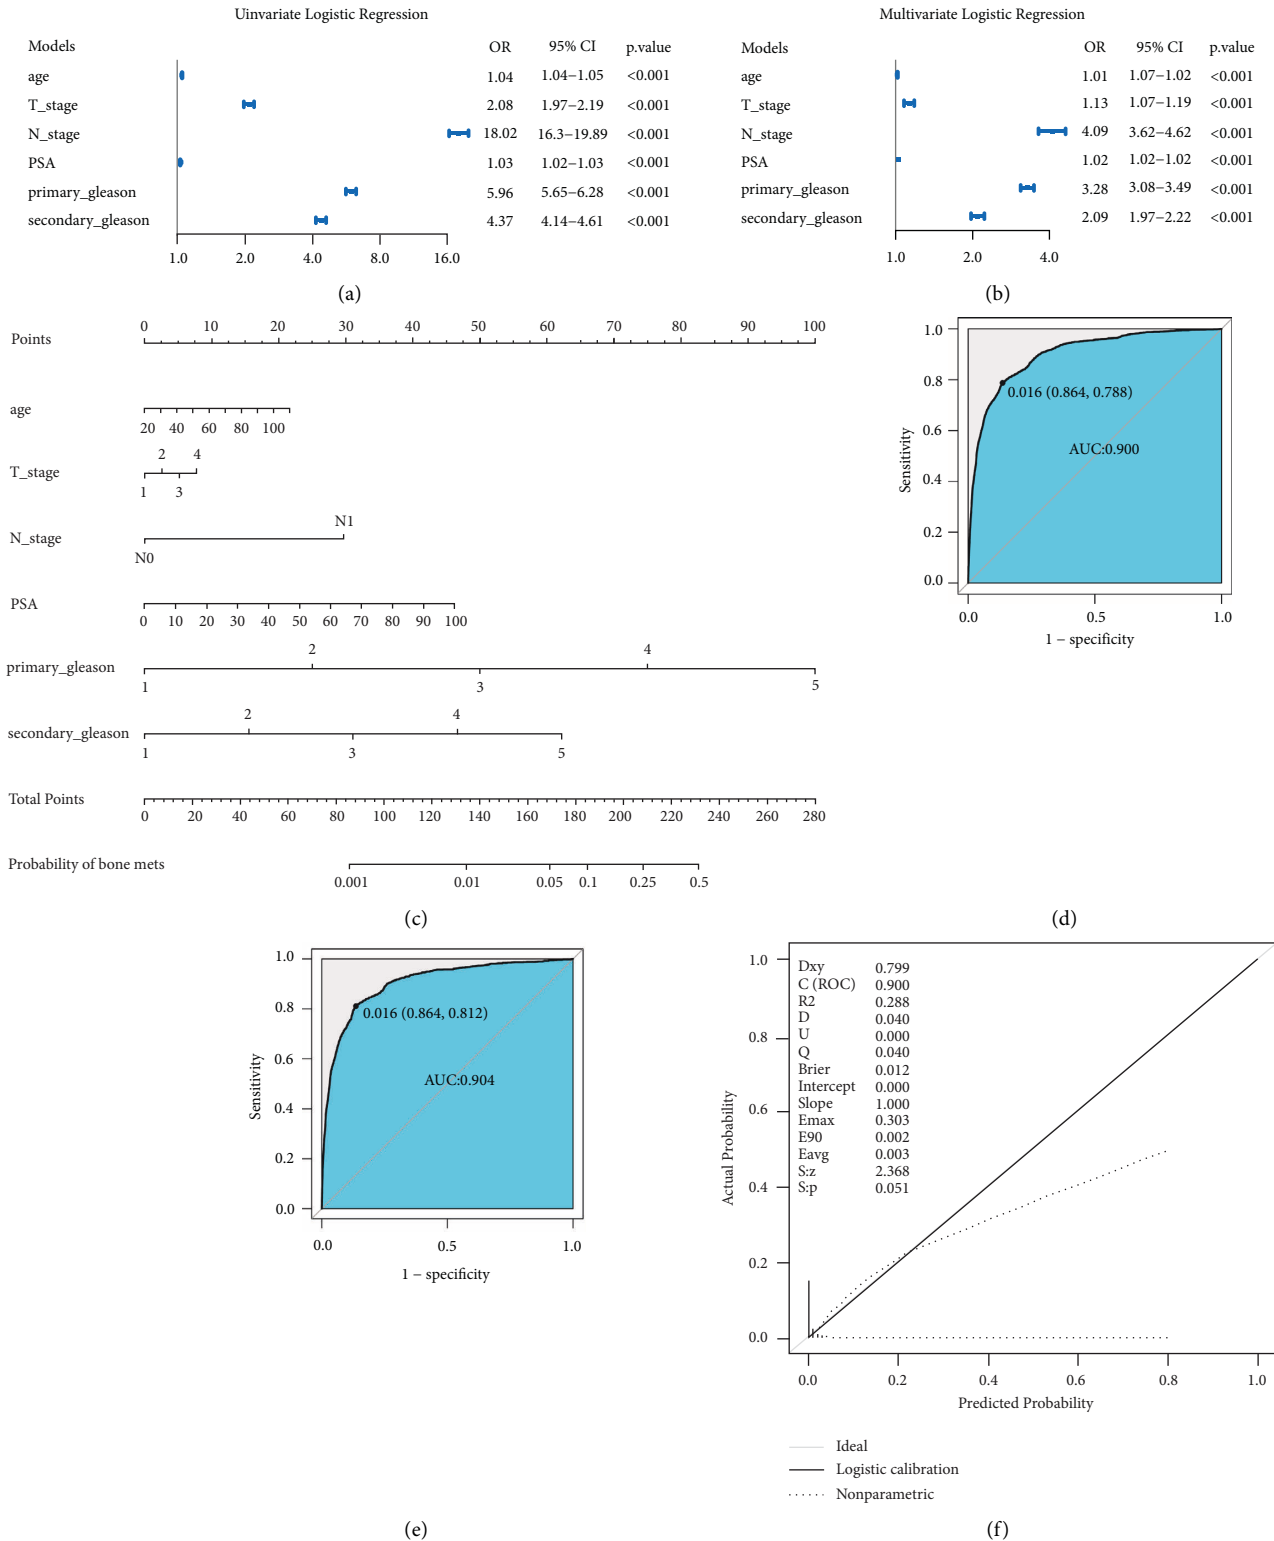 Uinvariate Logistic Regression
Models OR 95% CI p.value
age 1.04 1.04−1.05 <0.001
T_stage 2.08 1.97−2.19 <0.001
N_stage 18.02 16.3−19.89 <0.001
PSA 1.03 1.02−1.03 <0.001
primary_gleason 5.96 5.65−6.28 <0.001
secondary_gleason 4.37 4.14−4.61 <0.001
1.0 2.0 4.0 8.0 16.0
(a)
Multivariate Logistic Regression
Models OR 95% CI p.value
age 1.01 1.07−1.02 <0.001
T_stage 1.13 1.07−1.19 <0.001
N_stage 4.09 3.62−4.62 <0.001
PSA 1.02 1.02−1.02 <0.001
primary_gleason 3.28 3.08−3.49 <0.001
secondary_gleason 2.09 1.97−2.22 <0.001
1.0 2.0 4.0
(b)
Points 0 10 20 30 40 50 60 70 80 90 100
age
20 40 60 80 100
2 4
T_stage
1 3
N1
N_stage
N0
PSA
0 10 20 30 40 50 60 70 80 90 100
2 4
primary_gleason
1 3 5
2 4
secondary_gleason
1 3 5
Total Points
0 20 40 60 80 100 120 140 160 180 200 220 240 260 280
Probability of bone mets
0.001 0.01 0.05 0.1 0.25 0.5
(c)
1.0
0.8
0.6
0.4
0.2
0.0
Sensitivity
0.016 (0.864, 0.788)
AUC:0.900
0.0 0.5 1.0
1 − specificity
(d)
1.0
0.8
0.6
0.4
0.2
0.0
Sensitivity
0.016 (0.864, 0.812)
AUC:0.904
0.0 0.5 1.0
1 − specificity
(e)
1.0
0.8
0.6
0.4
0.2
0.0
Actual Probability
Dxy 0.799
C (ROC) 0.900
R2 0.288
D 0.040
U 0.000
Q 0.040
Brier 0.012
Intercept 0.000
Slope 1.000
Emax 0.303
E90 0.002
Eavg 0.003
S:z 2.368
S:p 0.051
0.0 0.2 0.4 0.6 0.8 1.0
Predicted Probability
Ideal
Logistic calibration
Nonparametric
(f)